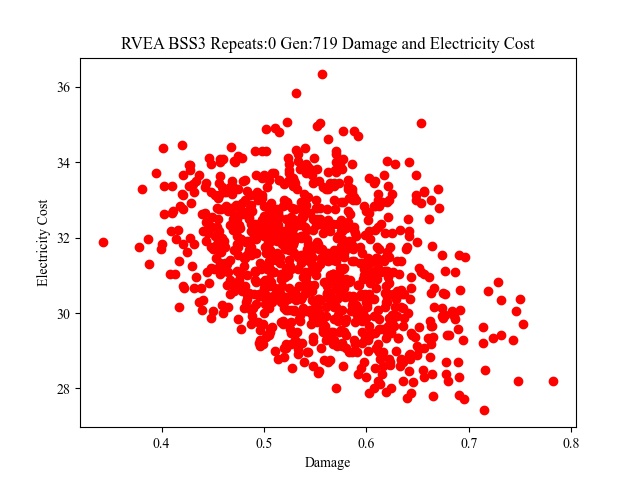 RVEA BSS3 Repeats:0 Gen:719 Damage and Electricity Cost
36
34
32
30
28
Electricity Cost
0.4 0.5 0.6 0.7 0.8
Damage